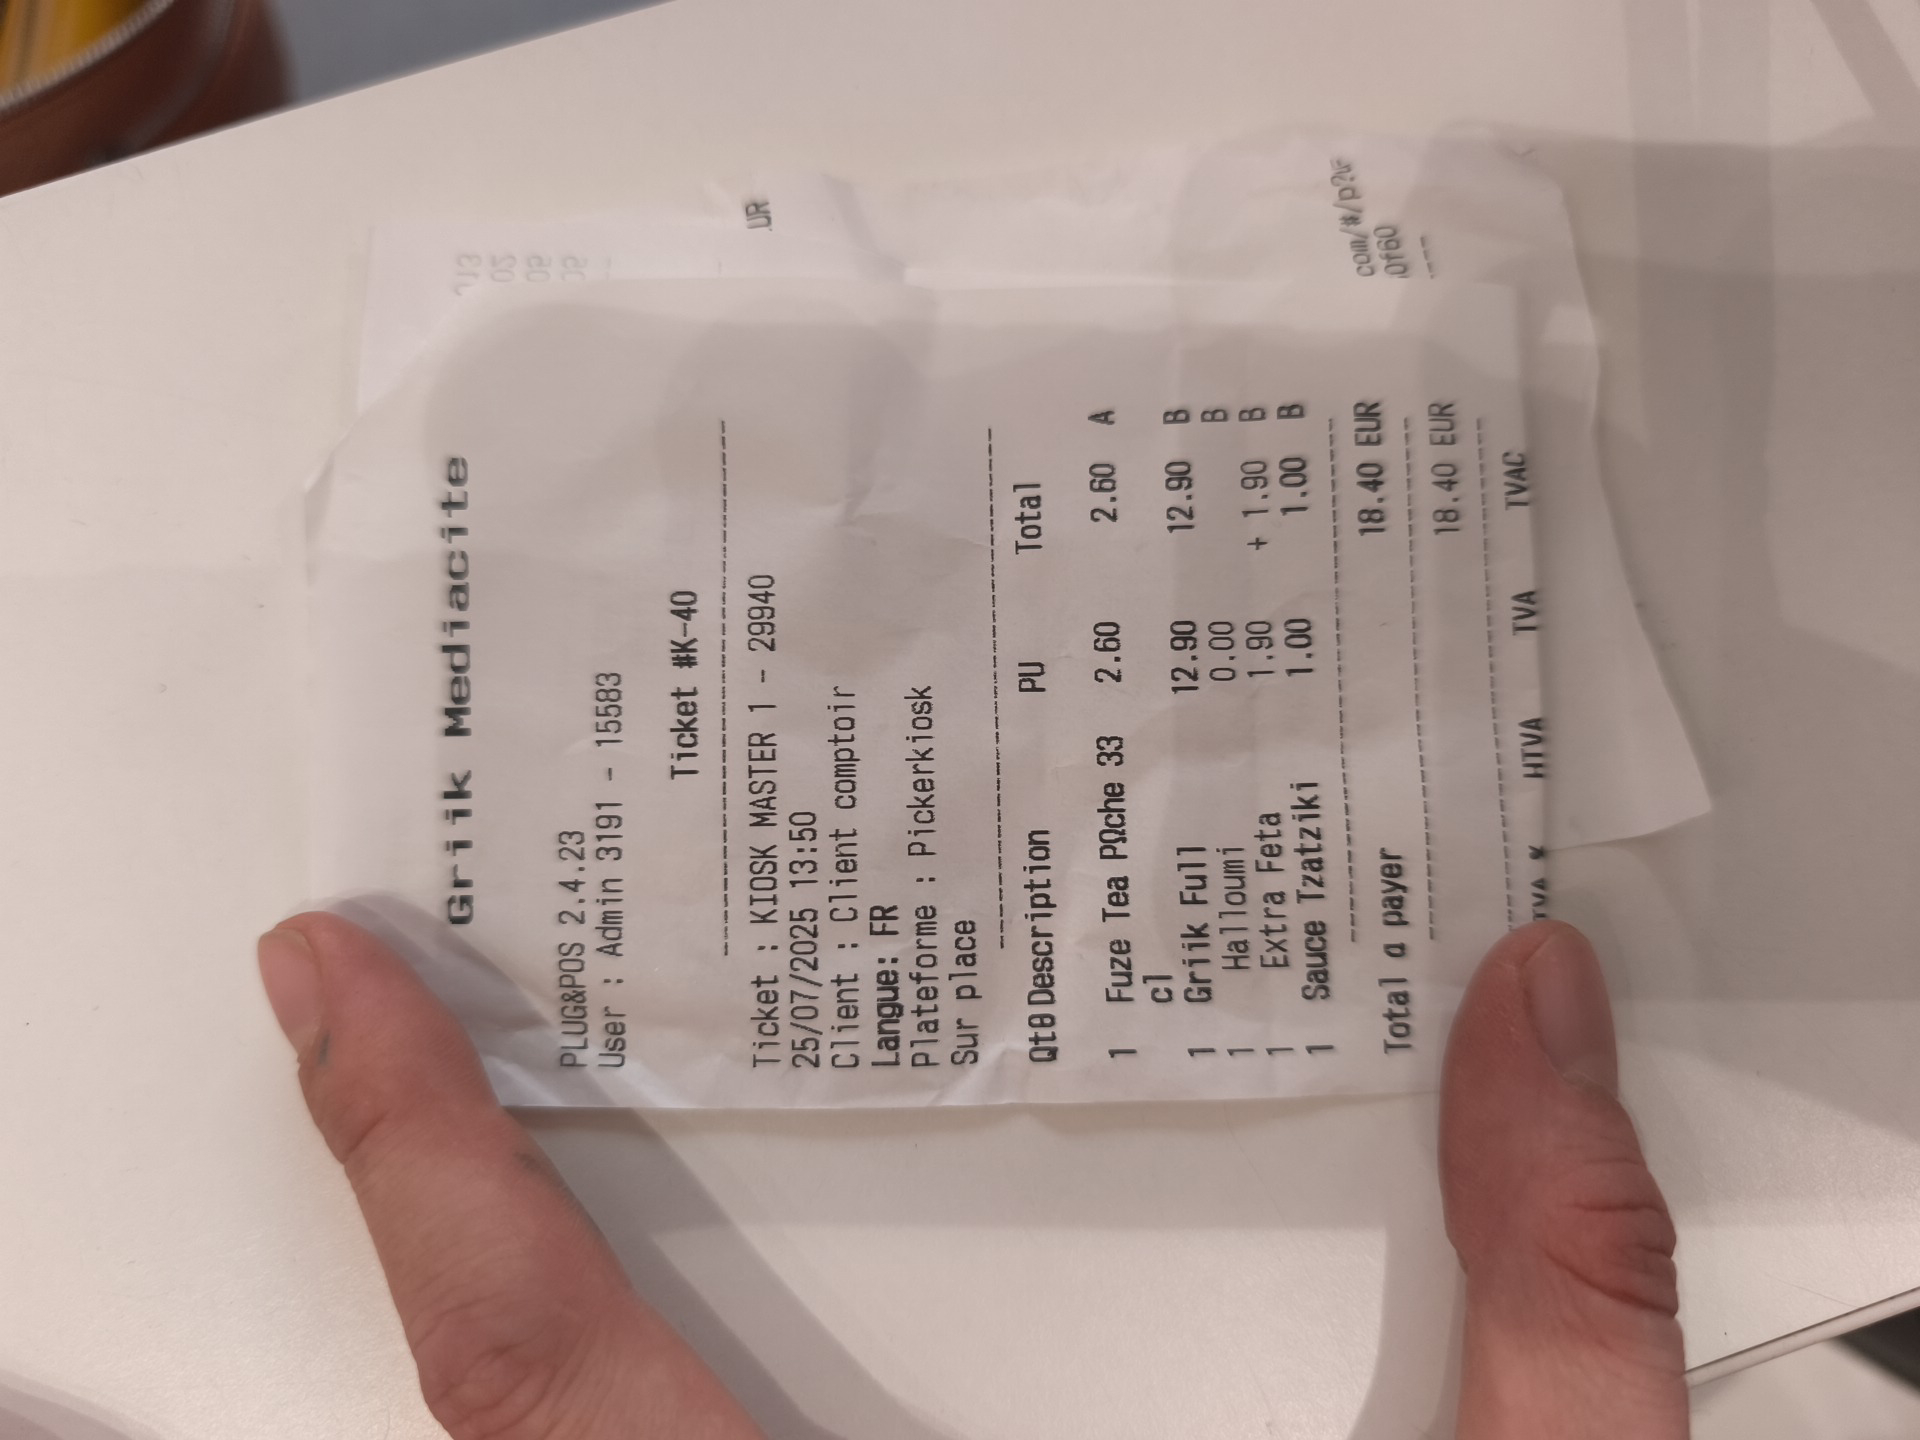 Griik Mediacite
PLUG&POS 2.4.23
User : Admin 3191 - 15583
Ticket #K-40
Ticket : KIOSK MASTER 1 - 29940
25/07/2025 13:50
Client : Client comptoir
Langue: FR
Plateforme : Pickerkiosk
Sur place
QtΘ Description PU Total
1 Fuze Tea PΩche 33 2.60 2.60 A
cl
1 Griik Full 12.90 12.90 B
1 Halloumi 0.00 B
1 Extra Feta 1.90 + 1.90 B
1 Sauce Tzatziki 1.00 1.00 B
Total a payer 18.40 EUR
18.40 EUR
TVA % HTVA TVA TVAC
com/#/p?